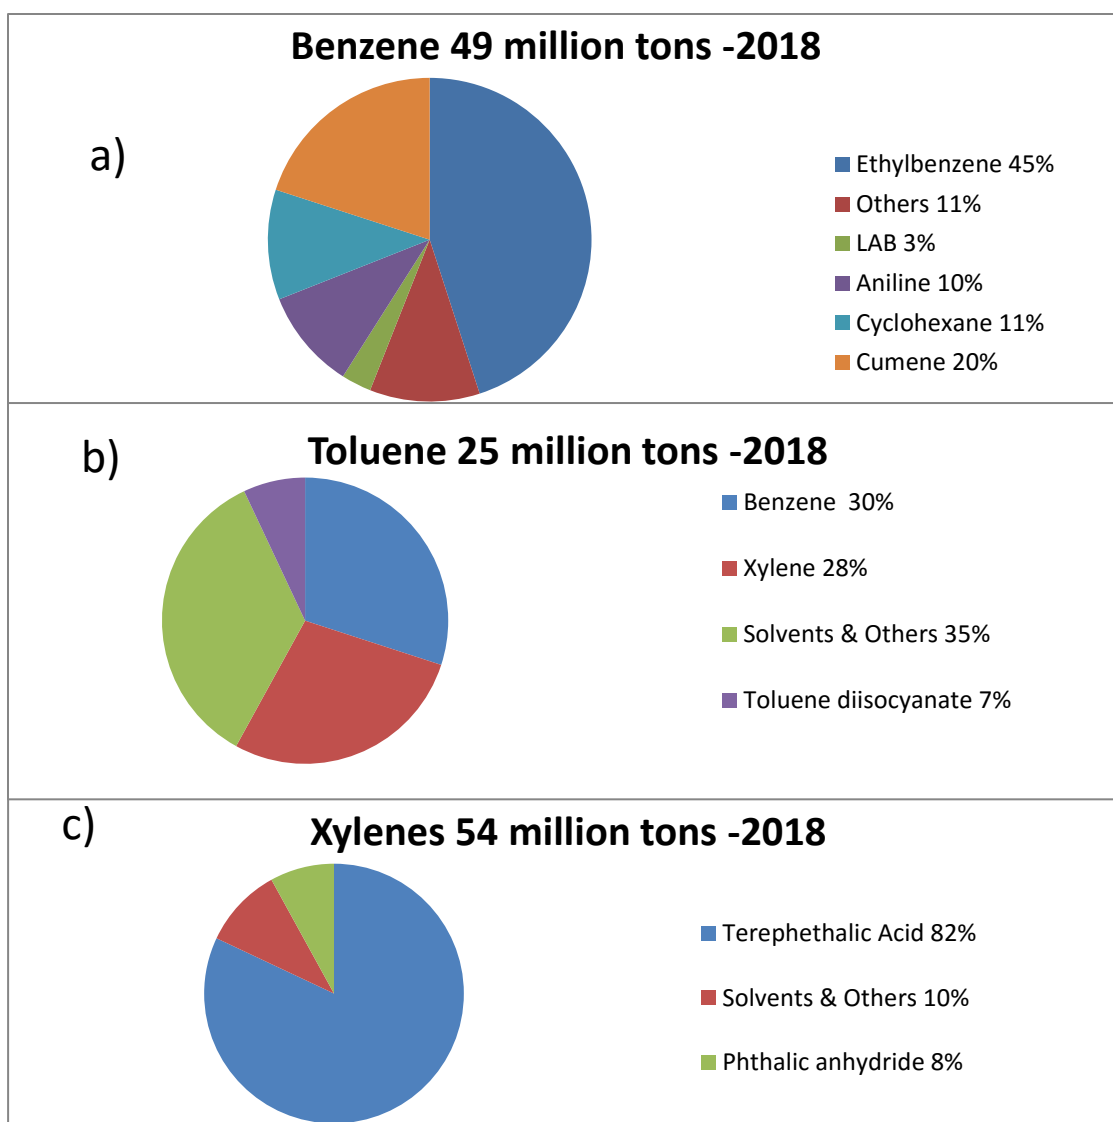 Benzene 49 million tons -2018
a)
Ethylbenzene 45%
Others 11%
LAB 3%
Aniline 10%
Cyclohexane 11%
Cumene 20%
b)
Toluene 25 million tons -2018
Benzene  30%
Xylene 28%
Solvents & Others 35%
Toluene diisocyanate 7%
c)
Xylenes 54 million tons -2018
Terephethalic Acid 82%
Solvents & Others 10%
Phthalic anhydride 8%